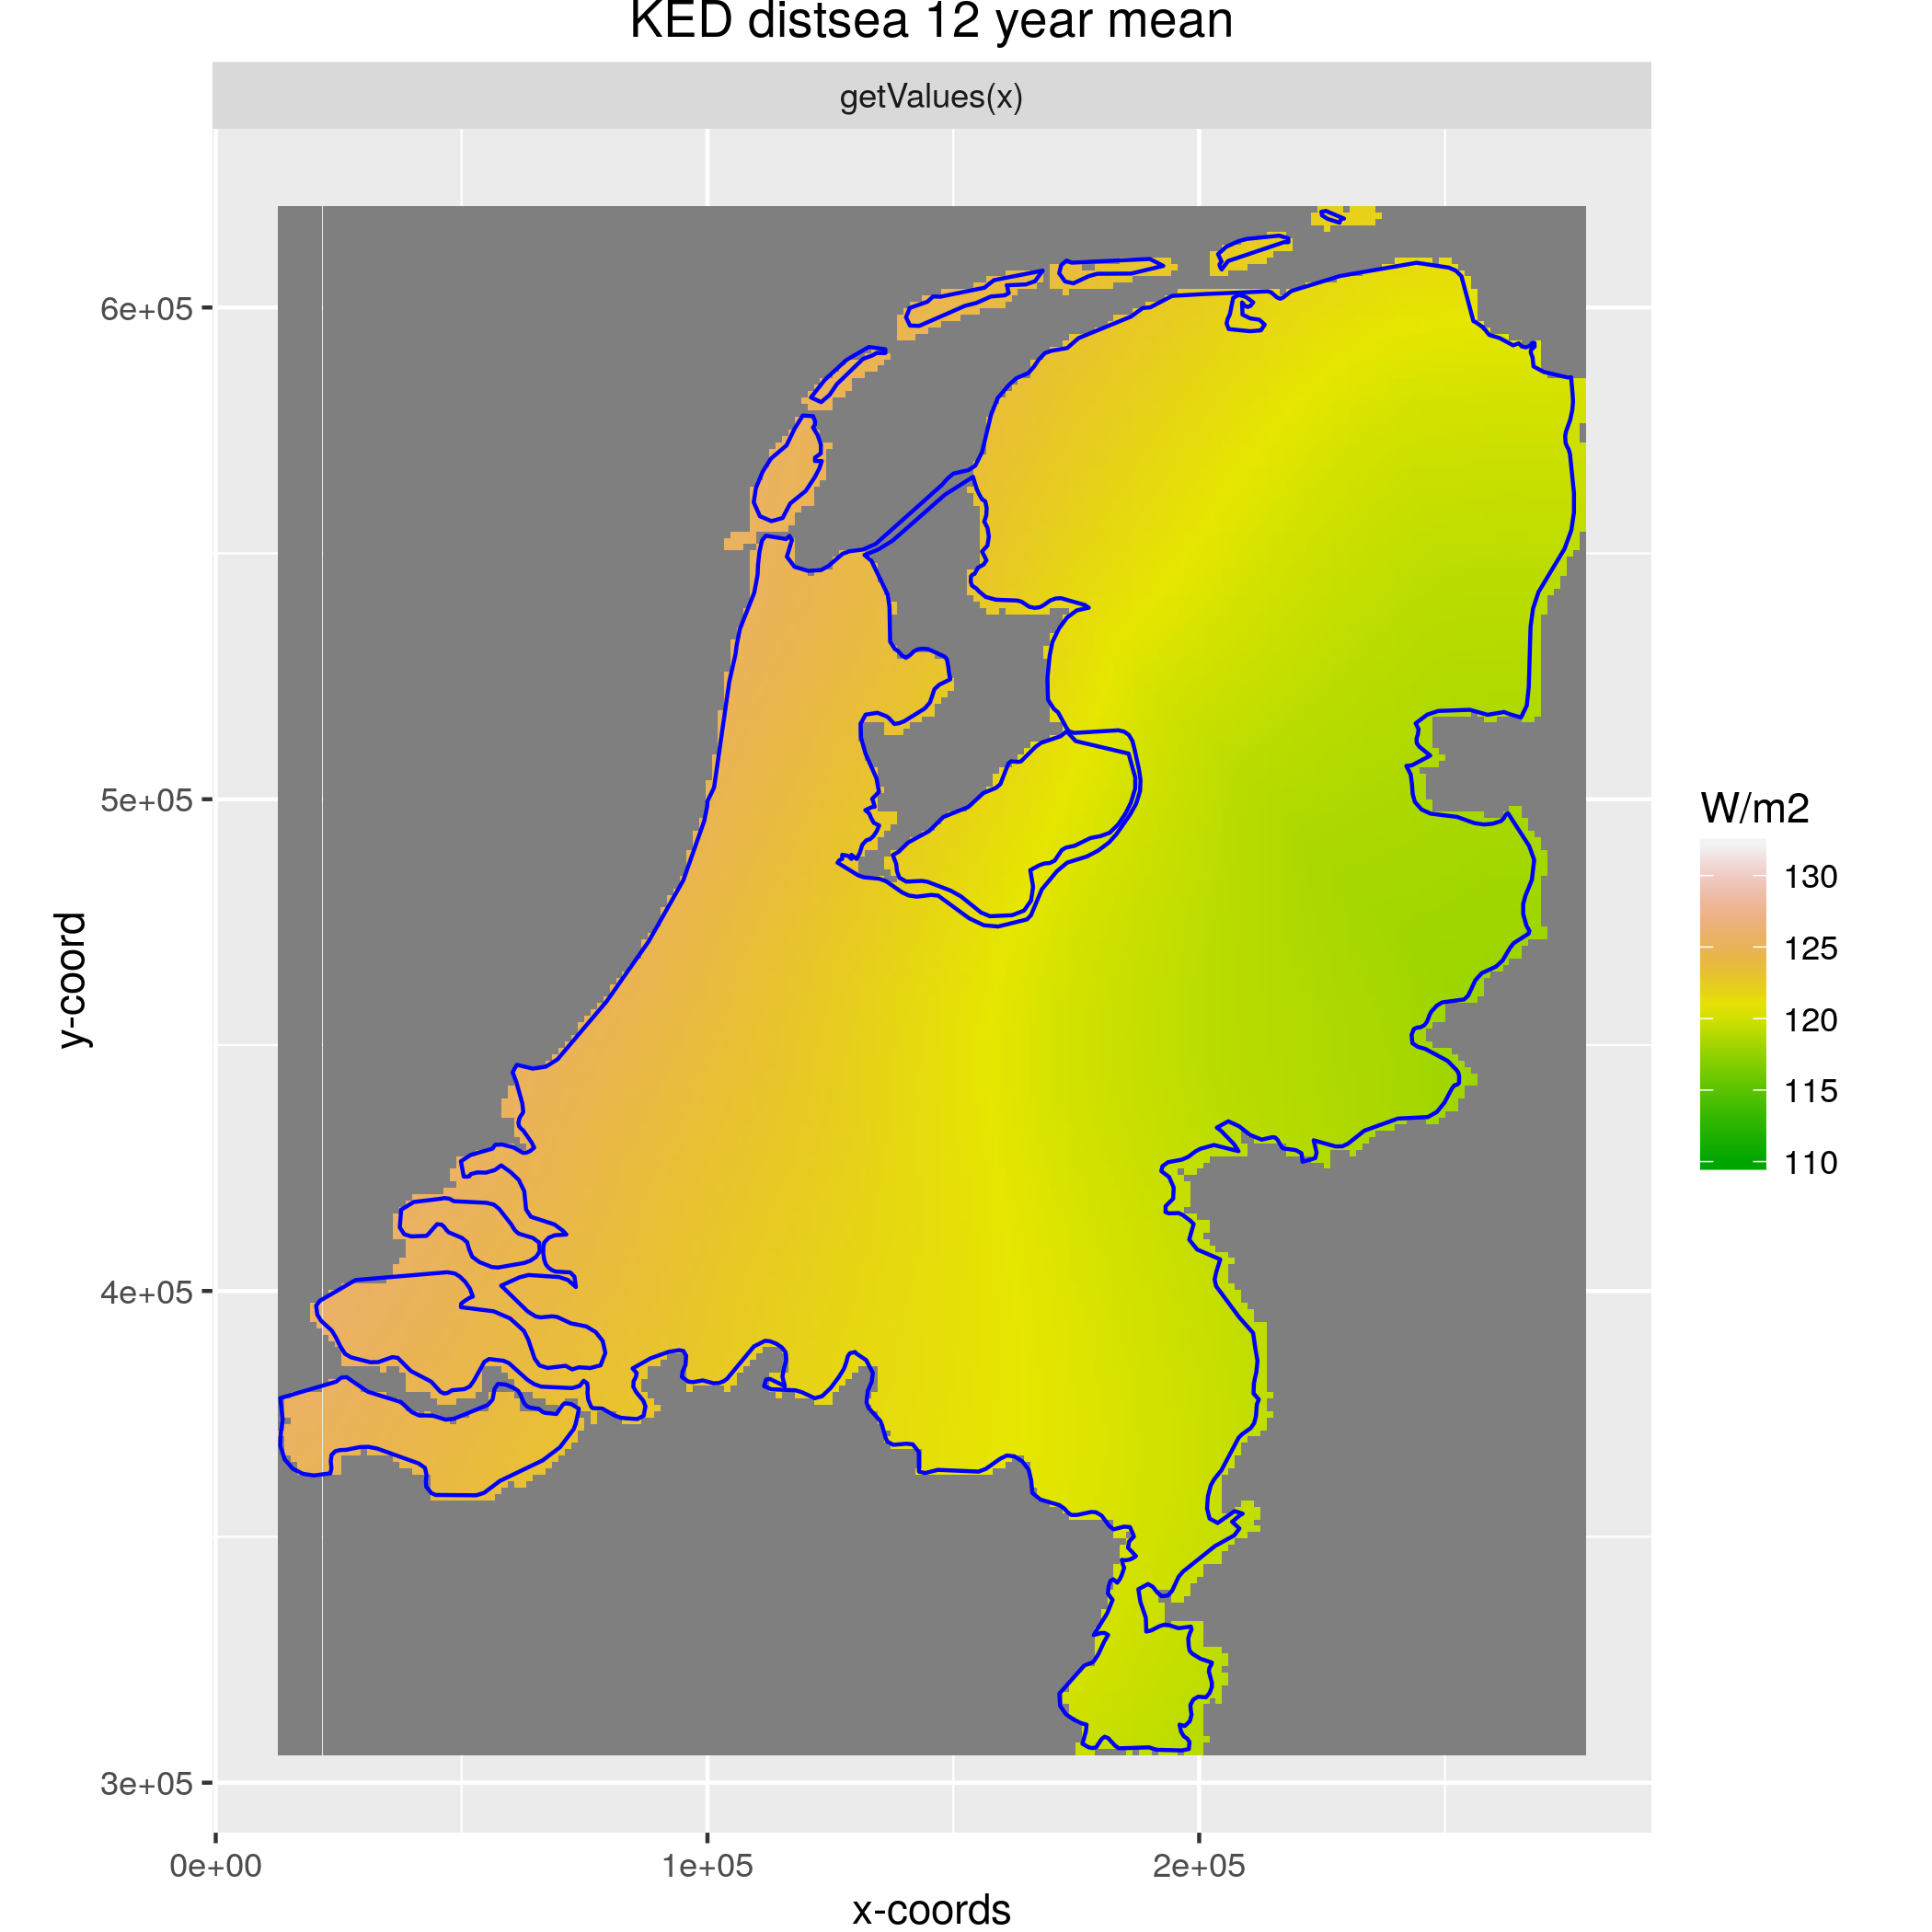 KED distsea 12 year mean
getValues(x)
6e+05
5e+05
4e+05
3e+05
y-coord
0e+00 1e+05 2e+05
x-coords
W/m2
130
125
120
115
110